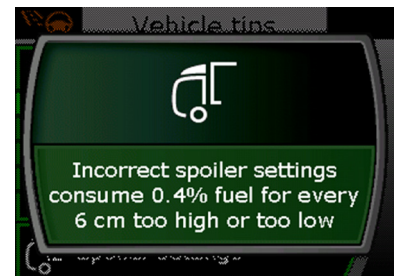 Vehicle tips
Incorrect spoiler settings
consume 0.4% fuel for every
6 cm too high or too low